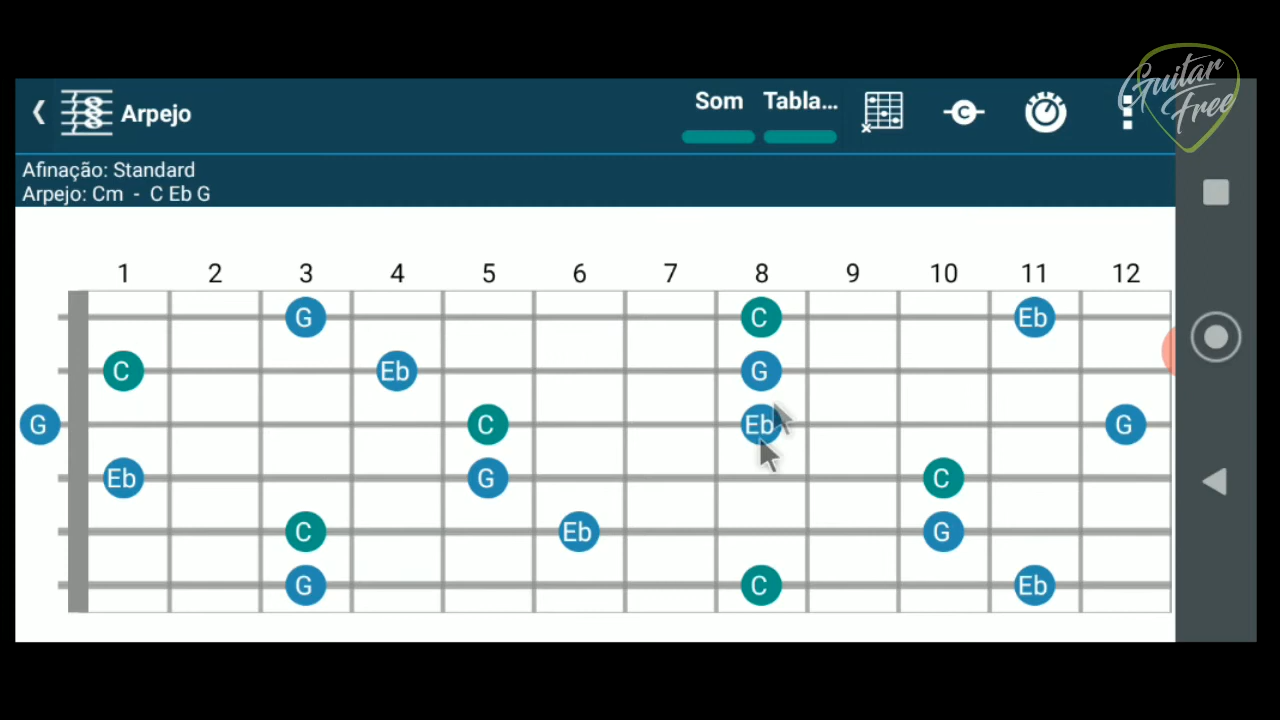 Guitar
Free
Arpejo
Som Tabla...
C
Afinação: Standard
Arpejo: Cm - C Eb G
1 2 3 4 5 6 7 8 9 10 11 12
G C Eb
C Eb G
G C Eb G
Eb G C
C Eb G
G C Eb